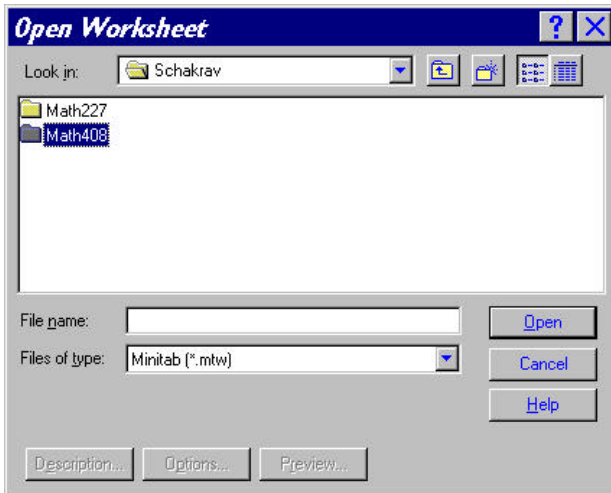 Open Worksheet ? X
Look in: Schakrav
Math227
Math408
File name: Open
Files of type: Minitab (*.mtw) Cancel
Help
Description... Options... Preview...